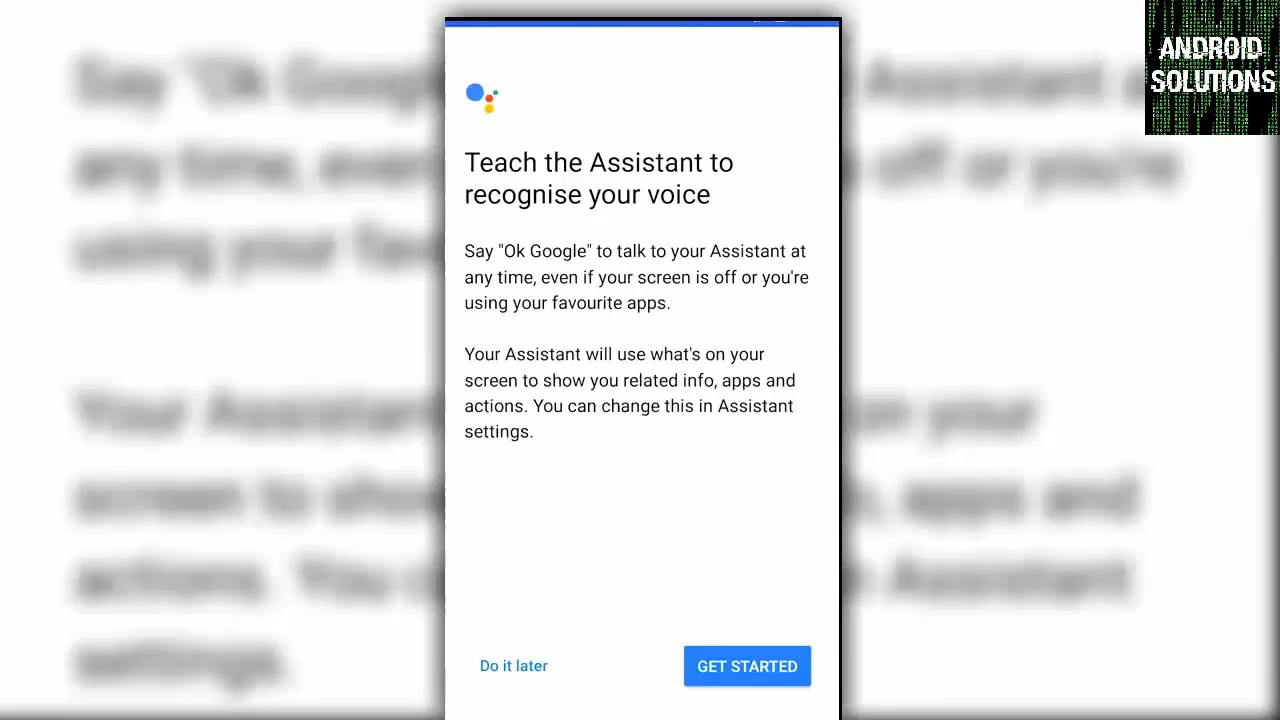 ANDROID
SOLUTIONS
Teach the Assistant to
recognise your voice
Say "Ok Google" to talk to your Assistant at
any time, even if your screen is off or you're
using your favourite apps.
Your Assistant will use what's on your
screen to show you related info, apps and
actions. You can change this in Assistant
settings.
Do it later
GET STARTED